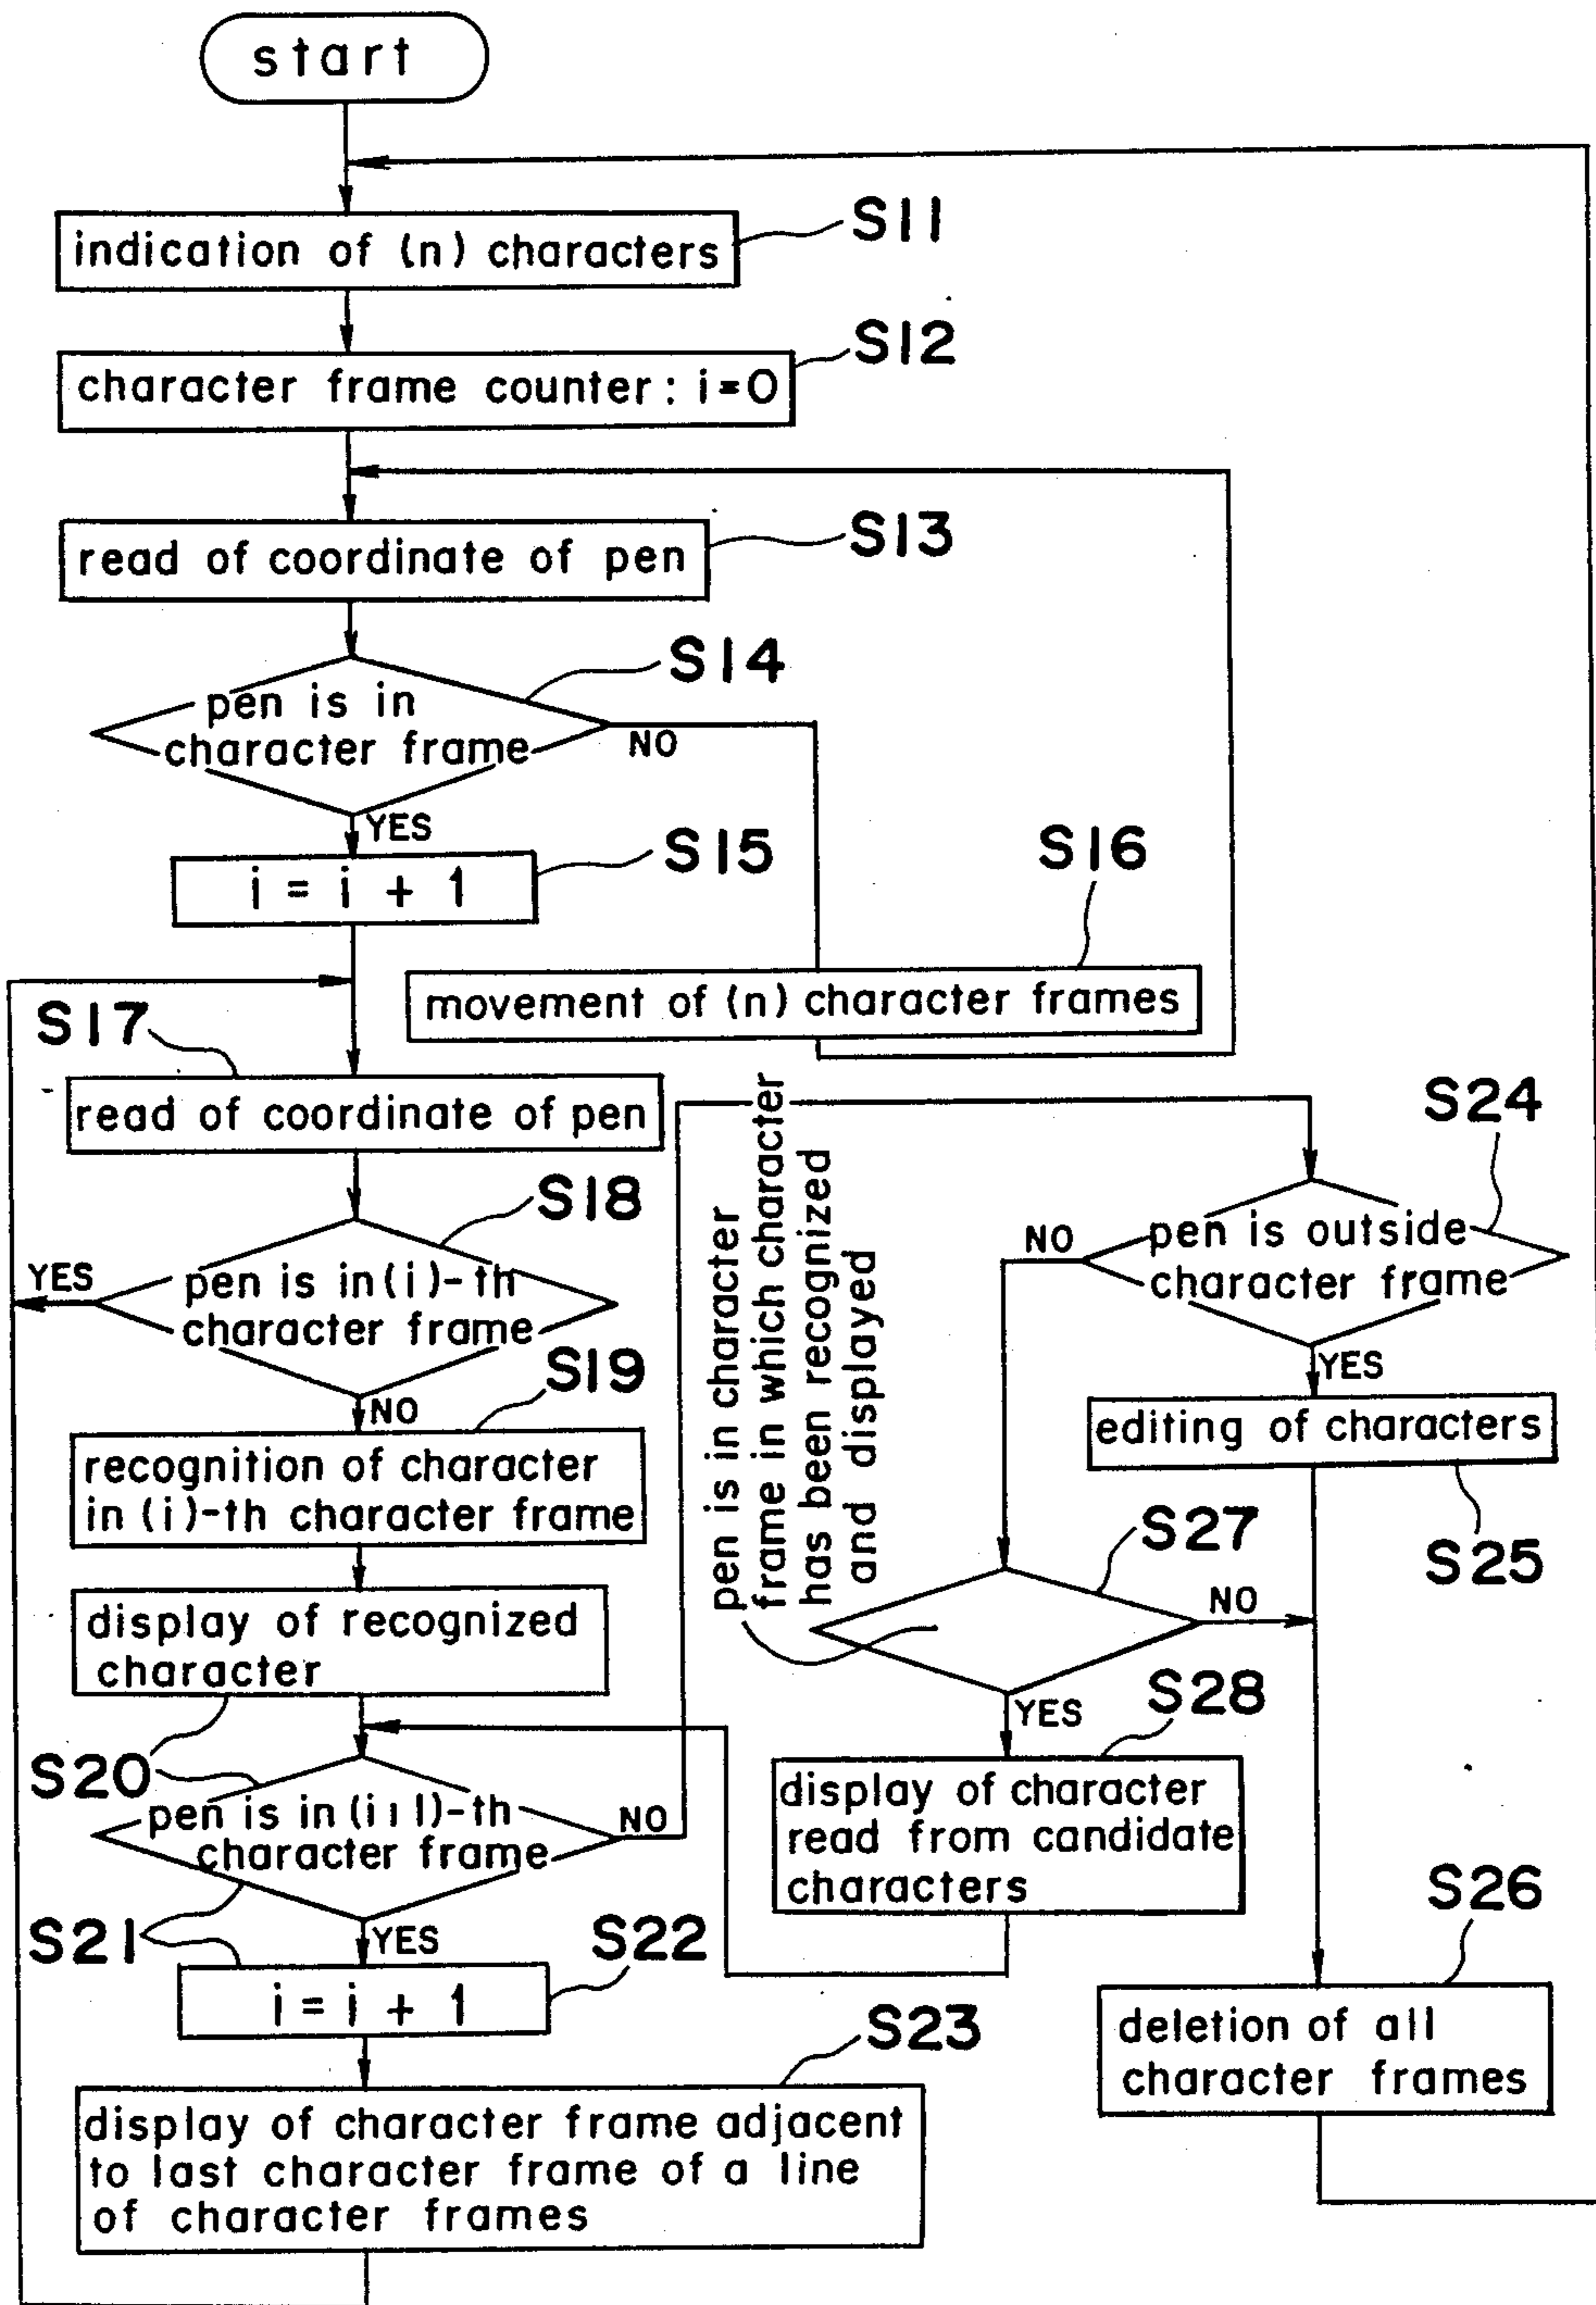 start
S11
indication of (n) characters
S12
character frame counter: i=0
S13
read of coordinate of pen
S14
pen is in
character frame
NO
YES
S15
i = i + 1
S16
movement of (n) character frames
S17
read of coordinate of pen
S18
YES
pen is in (i)-th
character frame
NO
S19
recognition of character
in (i)-th character frame
display of recognized
character
S20
pen is in (i+1)-th
character frame
NO
S21
YES
S22
i = i + 1
S23
display of character frame adjacent
to last character frame of a line
of character frames
S24
pen is outside
character frame
NO
YES
editing of characters
S25
pen is in character
frame in which character
has been recognized
and displayed
S27
NO
YES
S28
display of character
read from candidate
characters
S26
deletion of all
character frames